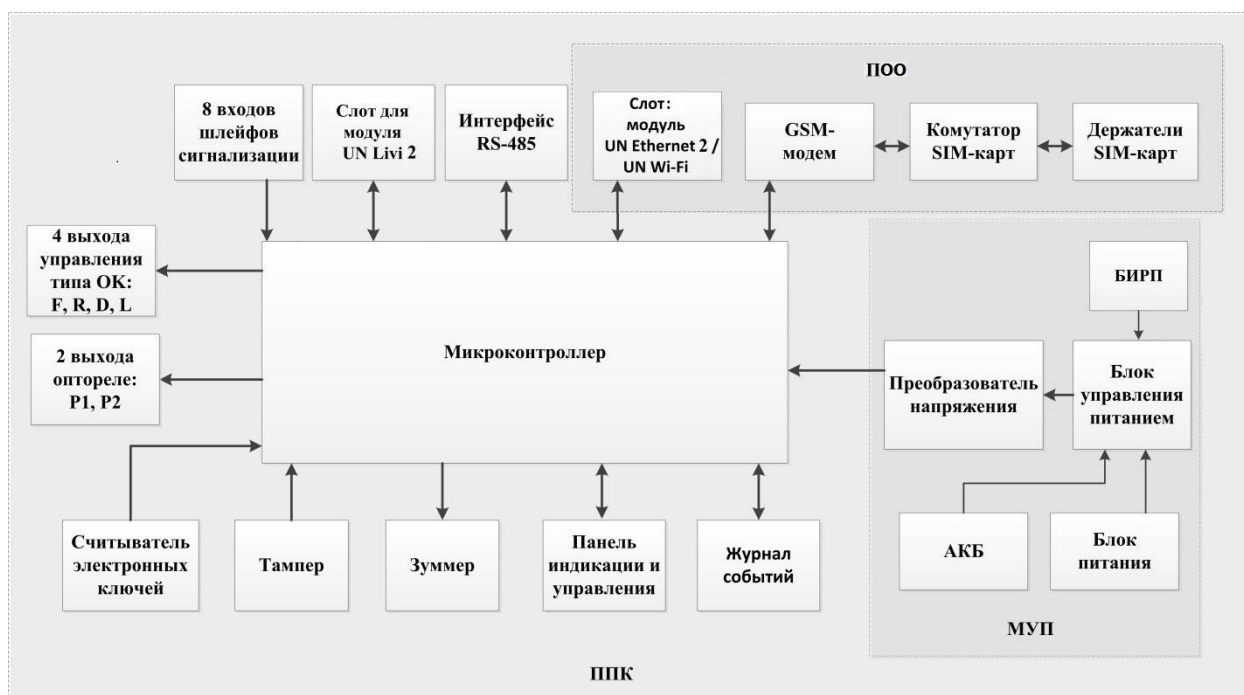 ПОО
8 входов
шлейфов
сигнализации
Слот для
модуля
UN Livi 2
Интерфейс
RS-485
Слот:
модуль
UN Ethernet 2 /
UN Wi-Fi
GSM-
модем
Комутатор
SIM-карт
Держатели
SIM-карт
4 выхода
управления
типа ОК:
F, R, D, L
2 выхода
оптореле:
P1, P2
Микроконтроллер
БИРП
Преобразователь
напряжения
Блок
управления
питанием
Считыватель
электронных
ключей
Тампер
Зуммер
Панель
индикации и
управления
Журнал
событий
АКБ
Блок
питания
МУП
ППК